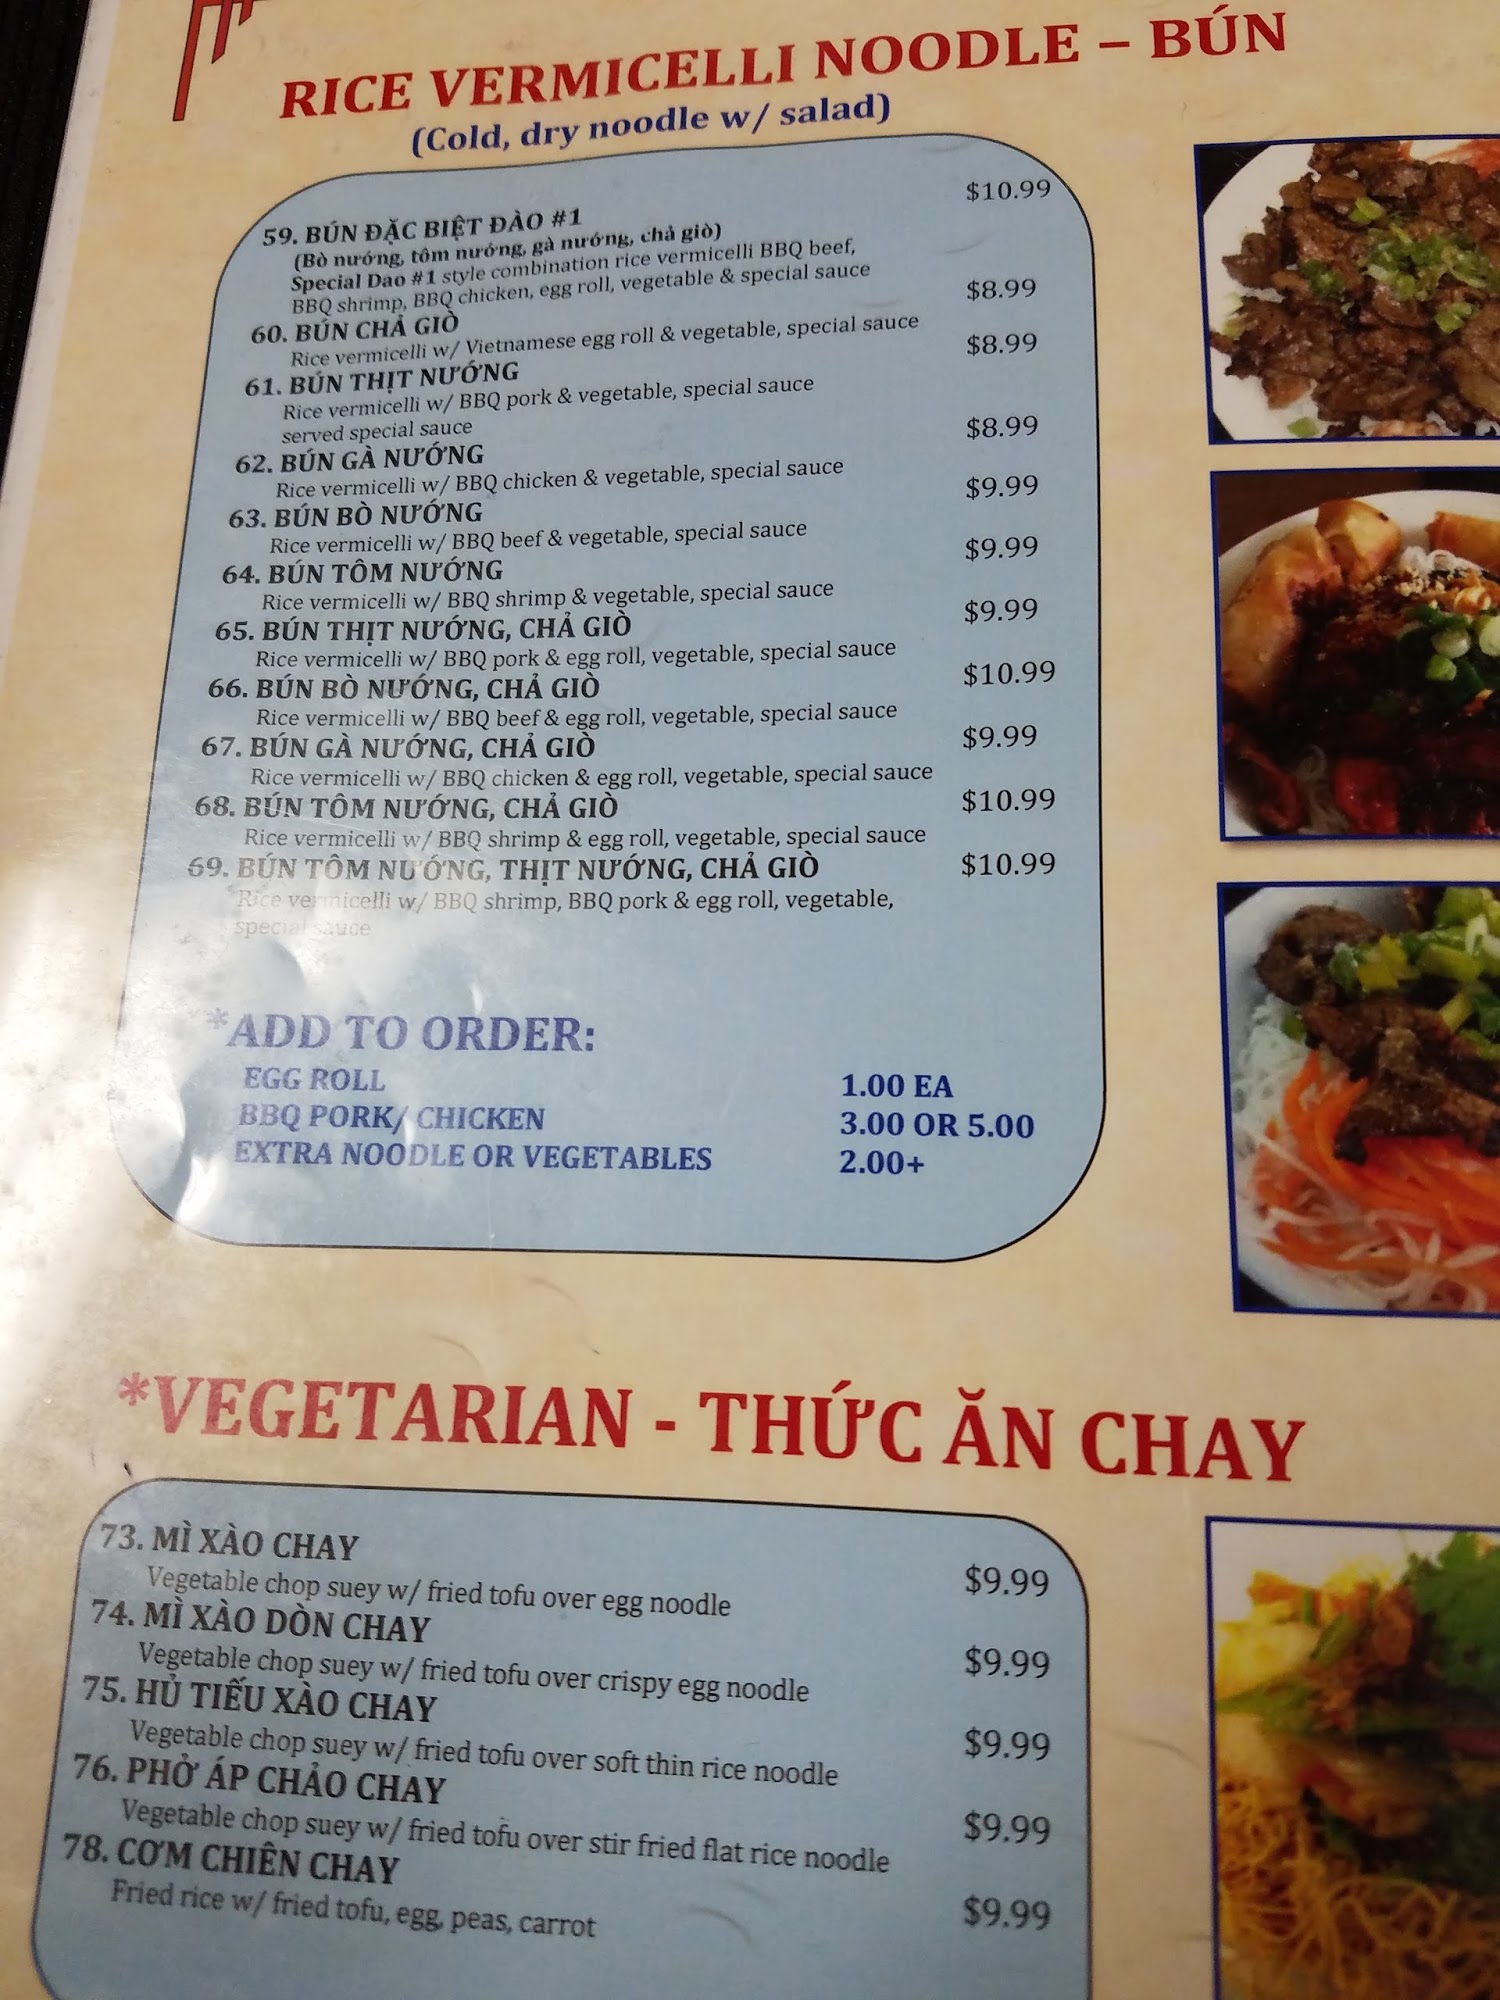 RICE VERMICELLI NOODLE – BÚN
(Cold, dry noodle w/ salad)
59. BÚN ĐẶC BIỆT ĐÀO #1 $10.99
(Bò nướng, tôm nướng, gà nướng, chả giò)
Special Dao #1 style combination rice vermicelli BBQ beef,
BBQ shrimp, BBQ chicken, egg roll, vegetable & special sauce
60. BÚN CHẢ GIÒ $8.99
Rice vermicelli w/ Vietnamese egg roll & vegetable, special sauce
61. BÚN THỊT NƯỚNG $8.99
Rice vermicelli w/ BBQ pork & vegetable, special sauce
served special sauce
62. BÚN GÀ NƯỚNG $8.99
Rice vermicelli w/ BBQ chicken & vegetable, special sauce
63. BÚN BÒ NƯỚNG $9.99
Rice vermicelli w/ BBQ beef & vegetable, special sauce
64. BÚN TÔM NƯỚNG $9.99
Rice vermicelli w/ BBQ shrimp & vegetable, special sauce
65. BÚN THỊT NƯỚNG, CHẢ GIÒ $9.99
Rice vermicelli w/ BBQ pork & egg roll, vegetable, special sauce
66. BÚN BÒ NƯỚNG, CHẢ GIÒ $10.99
Rice vermicelli w/ BBQ beef & egg roll, vegetable, special sauce
67. BÚN GÀ NƯỚNG, CHẢ GIÒ $9.99
Rice vermicelli w/ BBQ chicken & egg roll, vegetable, special sauce
68. BÚN TÔM NƯỚNG, CHẢ GIÒ $10.99
Rice vermicelli w/ BBQ shrimp & egg roll, vegetable, special sauce
69. BÚN TÔM NƯỚNG, THỊT NƯỚNG, CHẢ GIÒ $10.99
Rice vermicelli w/ BBQ shrimp, BBQ pork & egg roll, vegetable,
special sauce
*ADD TO ORDER:
EGG ROLL 1.00 EA
BBQ PORK/ CHICKEN 3.00 OR 5.00
EXTRA NOODLE OR VEGETABLES 2.00+
*VEGETARIAN - THỨC ĂN CHAY
73. MÌ XÀO CHAY $9.99
Vegetable chop suey w/ fried tofu over egg noodle
74. MÌ XÀO DÒN CHAY $9.99
Vegetable chop suey w/ fried tofu over crispy egg noodle
75. HỦ TIẾU XÀO CHAY $9.99
Vegetable chop suey w/ fried tofu over soft thin rice noodle
76. PHỞ ÁP CHẢO CHAY $9.99
Vegetable chop suey w/ fried tofu over stir fried flat rice noodle
78. CƠM CHIÊN CHAY $9.99
Fried rice w/ fried tofu, egg, peas, carrot